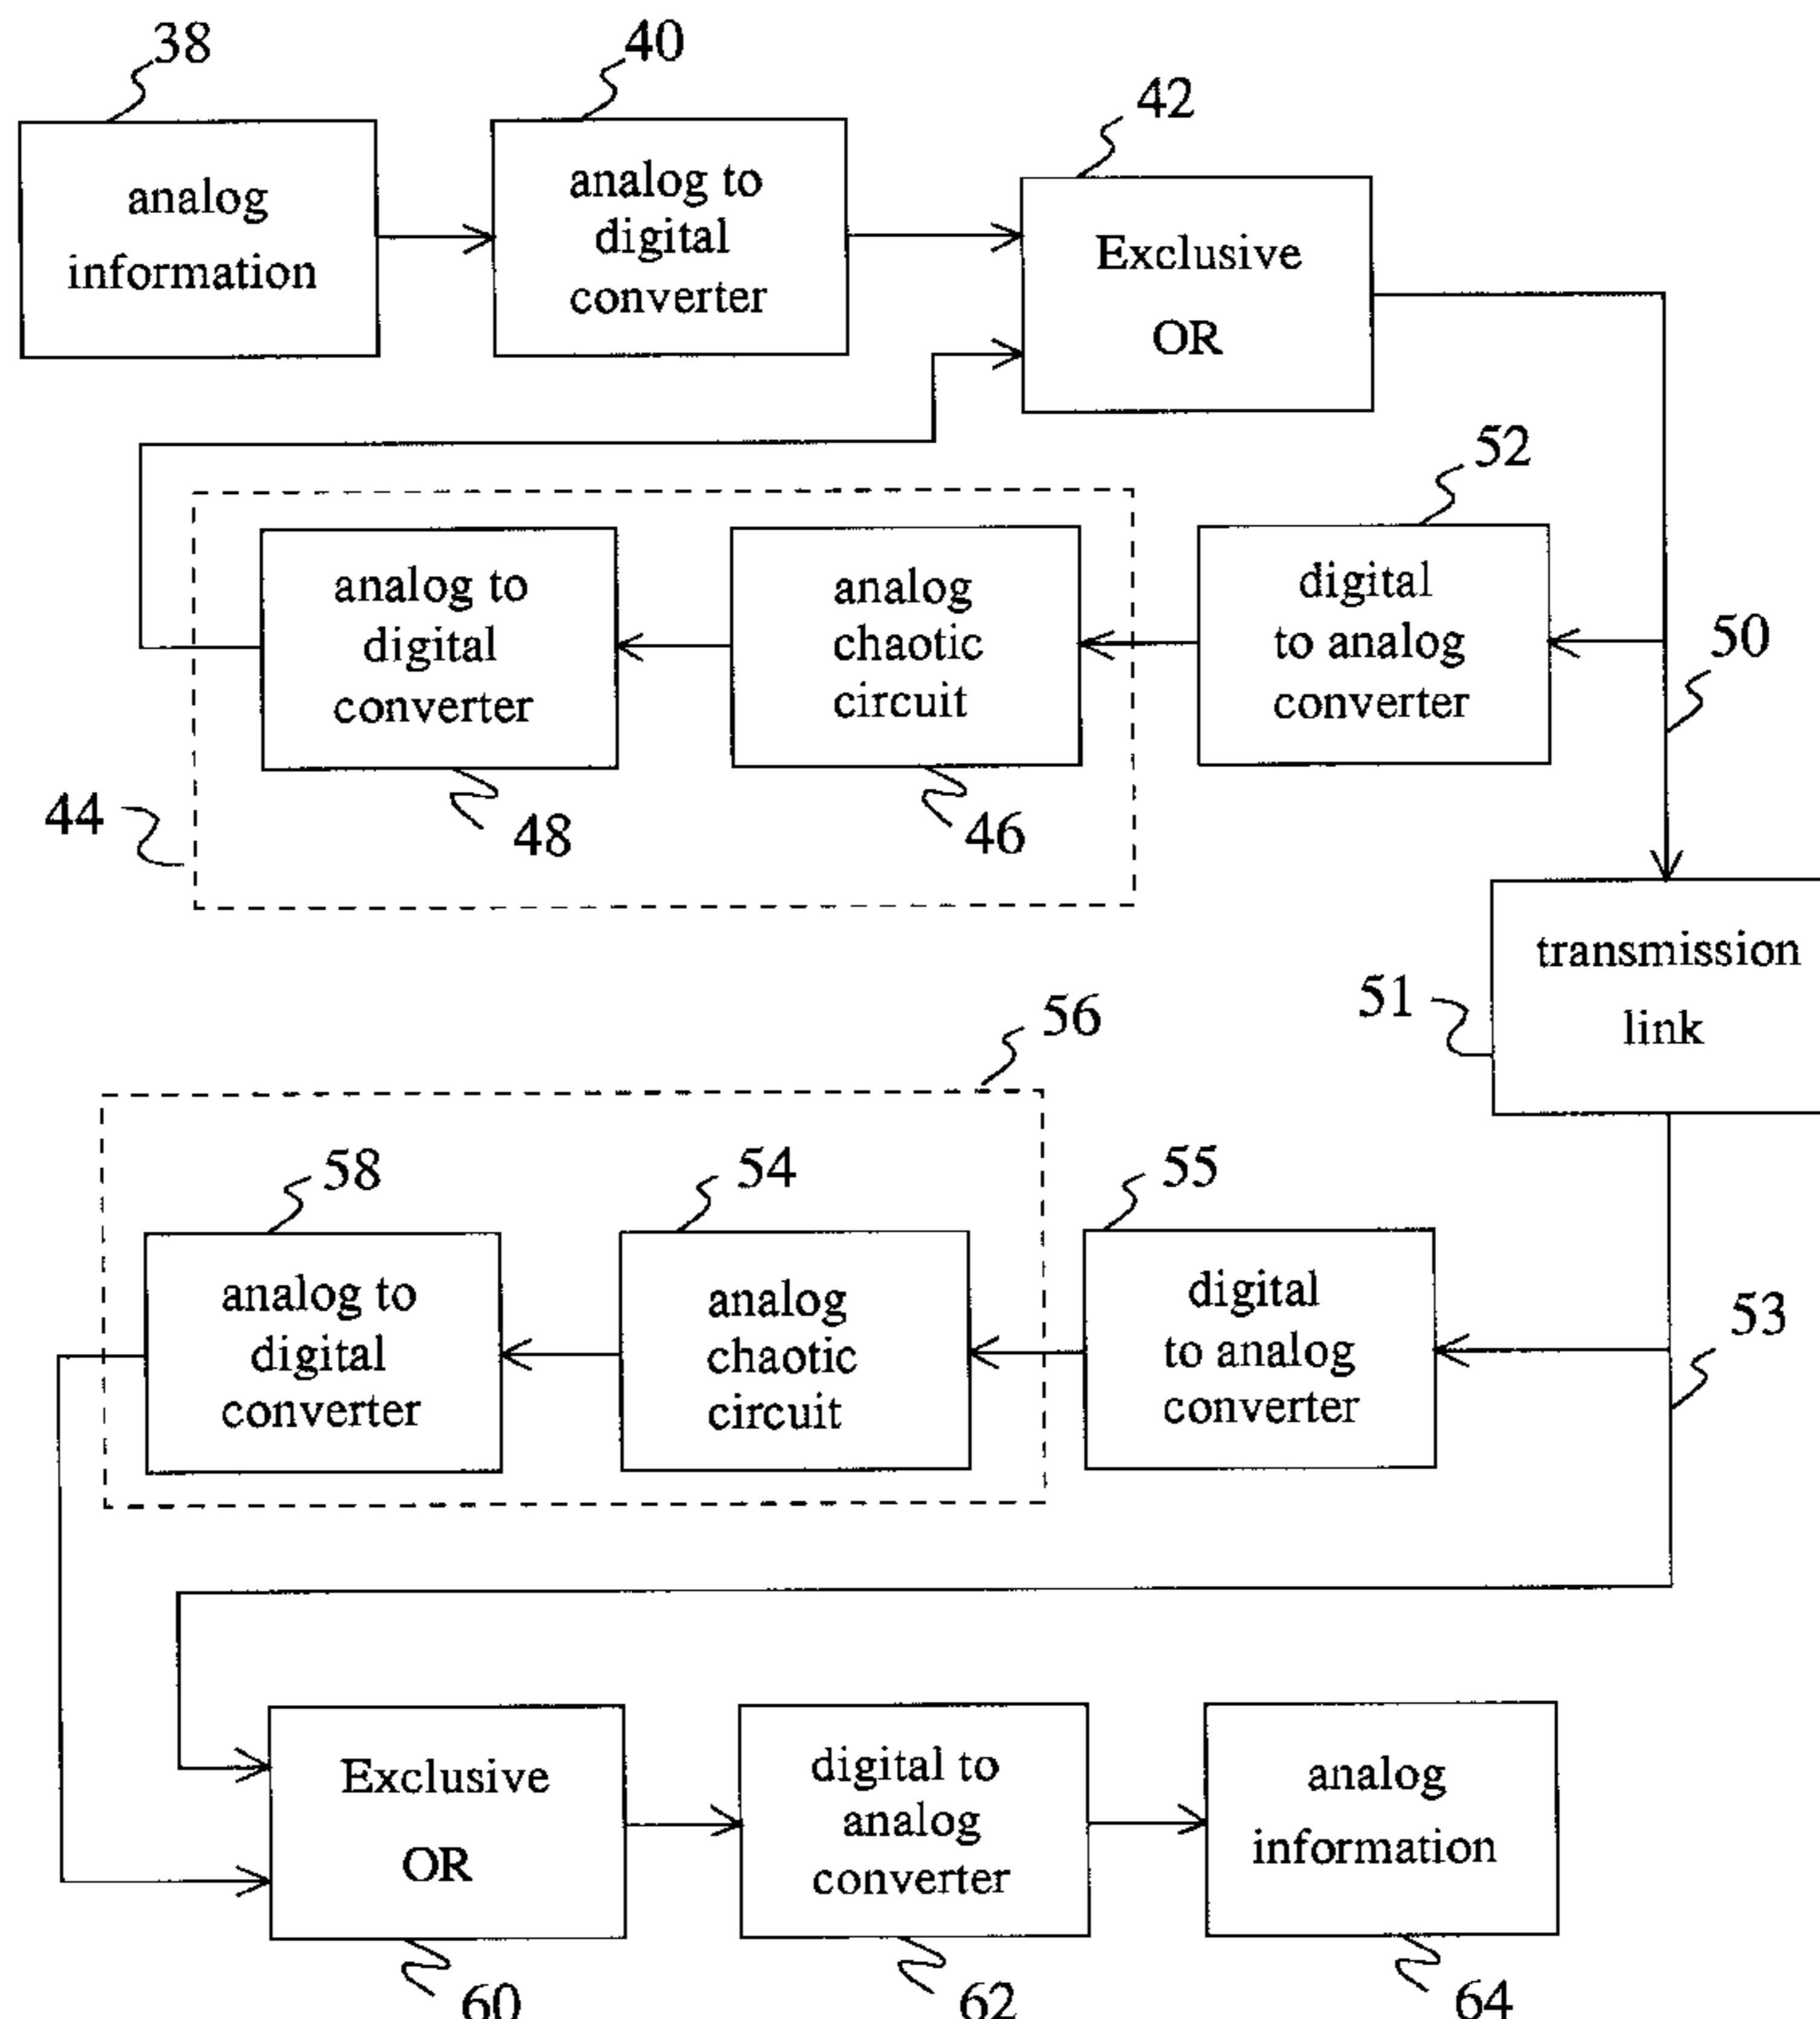 38
40
42
analog
information
analog to
digital
converter
Exclusive
OR
52
analog to
digital
converter
analog
chaotic
circuit
digital
to analog
converter
50
44
48
46
transmission
link
51
56
58
54
55
analog to
digital
converter
analog
chaotic
circuit
digital
to analog
converter
53
Exclusive
OR
digital to
analog
converter
analog
information
60
62
64